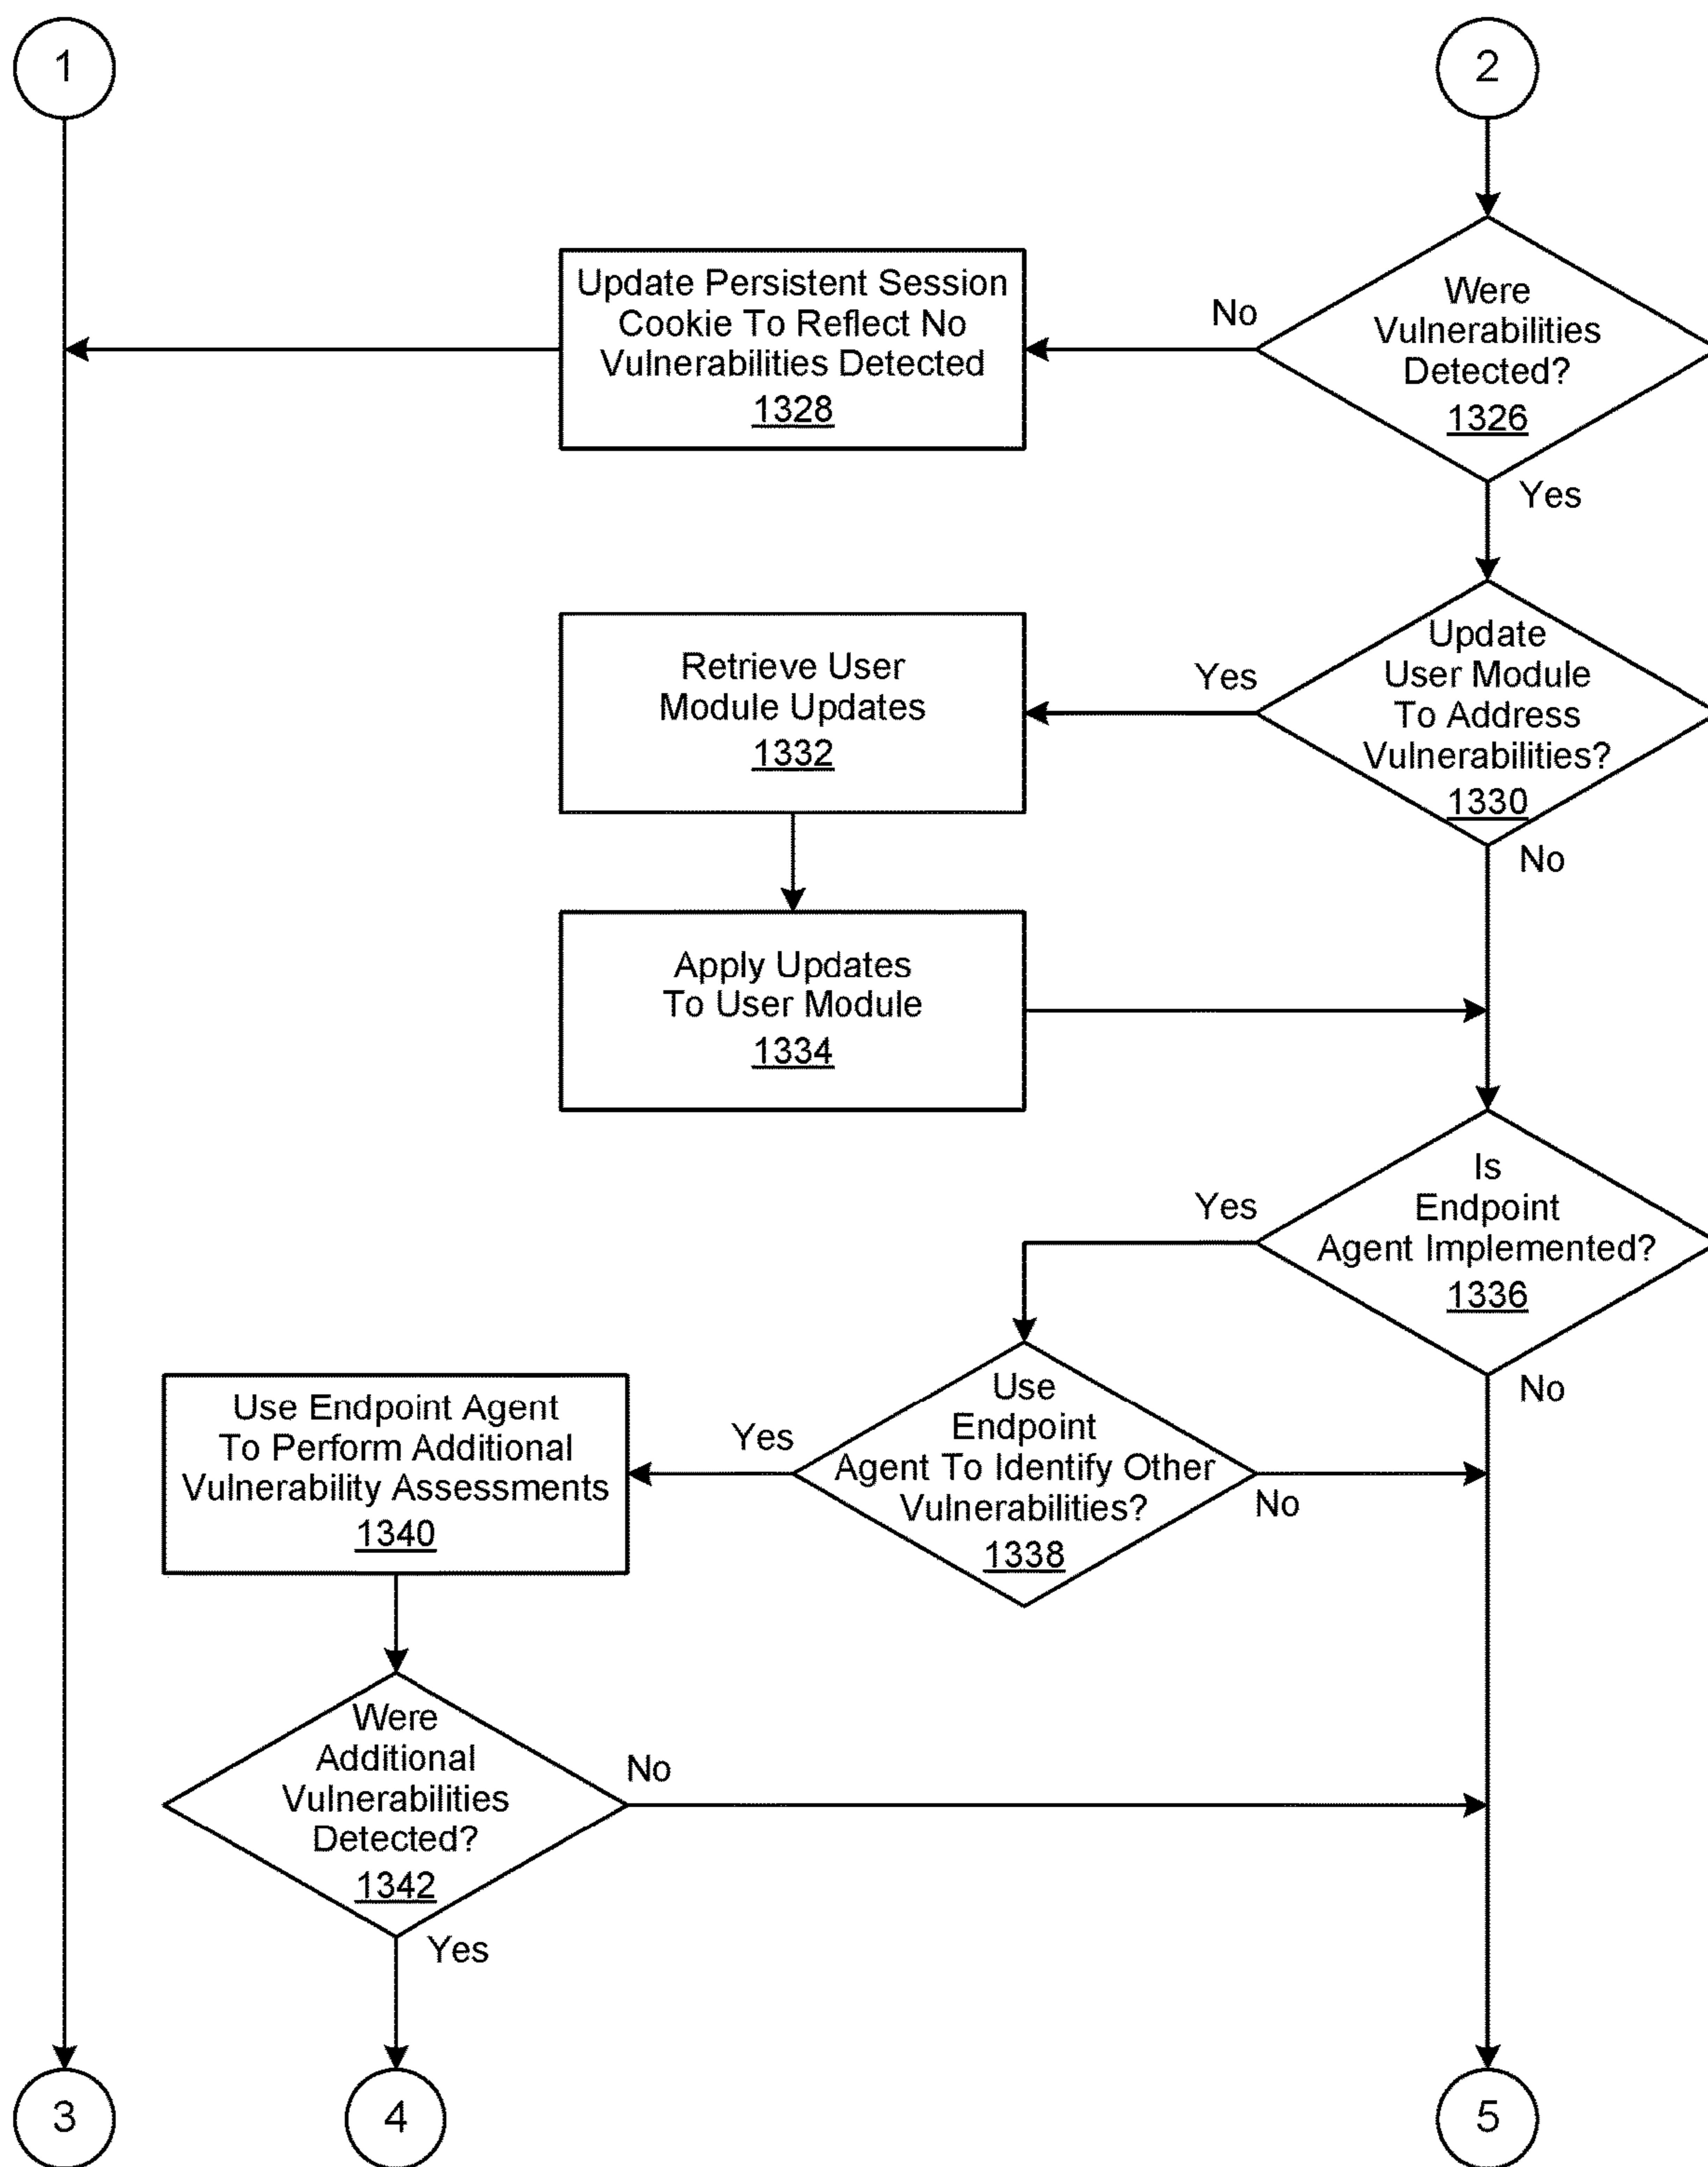 1
2
Update Persistent Session
Cookie To Reflect No
Vulnerabilities Detected
1328
No
Were
Vulnerabilities
Detected?
1326
Yes
Retrieve User
Module Updates
1332
Yes
Update
User Module
To Address
Vulnerabilities?
1330
No
Apply Updates
To User Module
1334
Is
Endpoint
Agent Implemented?
1336
Yes
No
Use
Endpoint
Agent To Identify Other
Vulnerabilities?
1338
Yes
No
Use Endpoint Agent
To Perform Additional
Vulnerability Assessments
1340
Were
Additional
Vulnerabilities
Detected?
1342
No
Yes
3
4
5